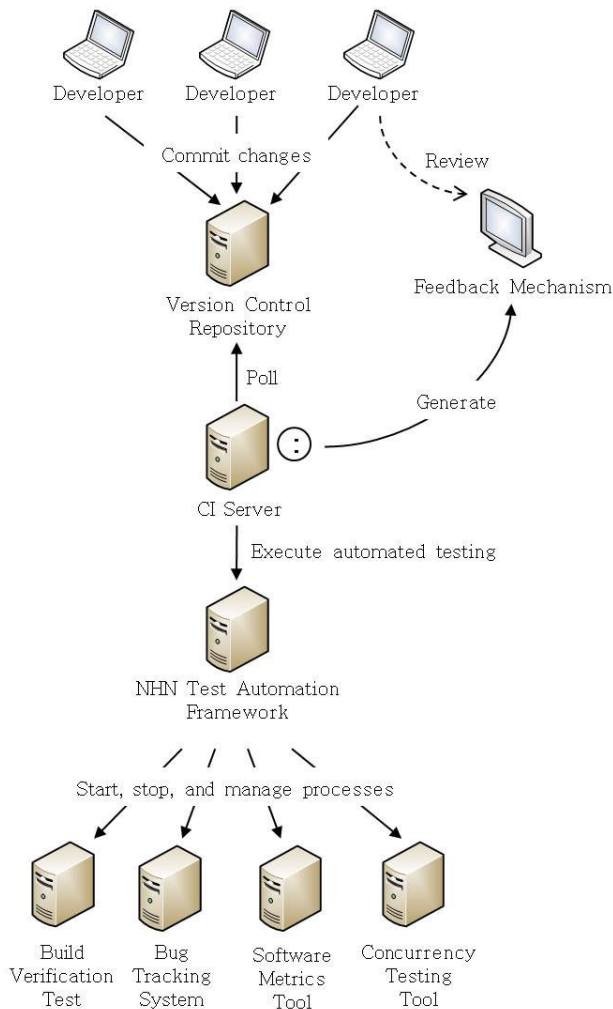 Developer
Developer
Developer
Commit changes
Review
Feedback Mechanism
Version Control
Repository
Poll
Generate
:
CI Server
Execute automated testing
NHN Test Automation
Framework
Start, stop, and manage processes
Build
Verification
Test
Bug
Tracking
System
Software
Metrics
Tool
Concurrency
Testing
Tool